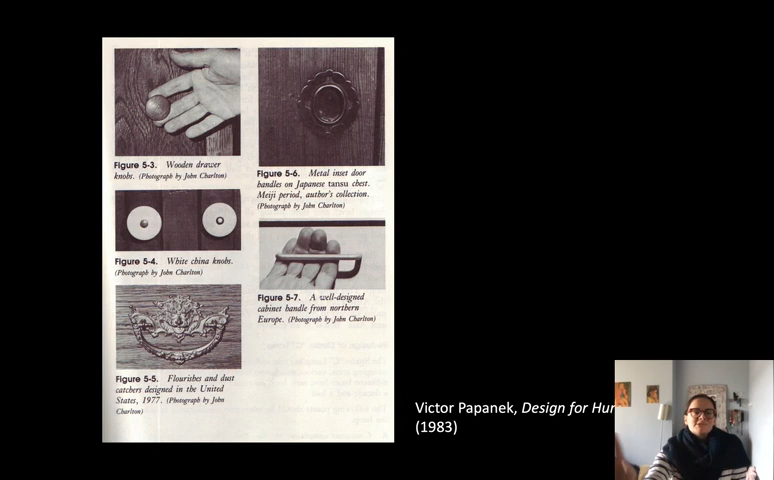 Figure 5-3. Wooden drawer
knobs. (Photograph by John Charlton)
Figure 5-4. White china knobs.
(Photograph by John Charlton)
Figure 5-5. Flourishes and dust
catchers designed in the United
States, 1977. (Photograph by John
Charlton)
Figure 5-6. Metal inset door
handles on Japanese tansu chest.
Meiji period, author's collection.
(Photograph by John Charlton)
Figure 5-7. A well-designed
cabinet handle from northern
Europe. (Photograph by John Charlton)
Victor Papanek, Design for Hu
(1983)